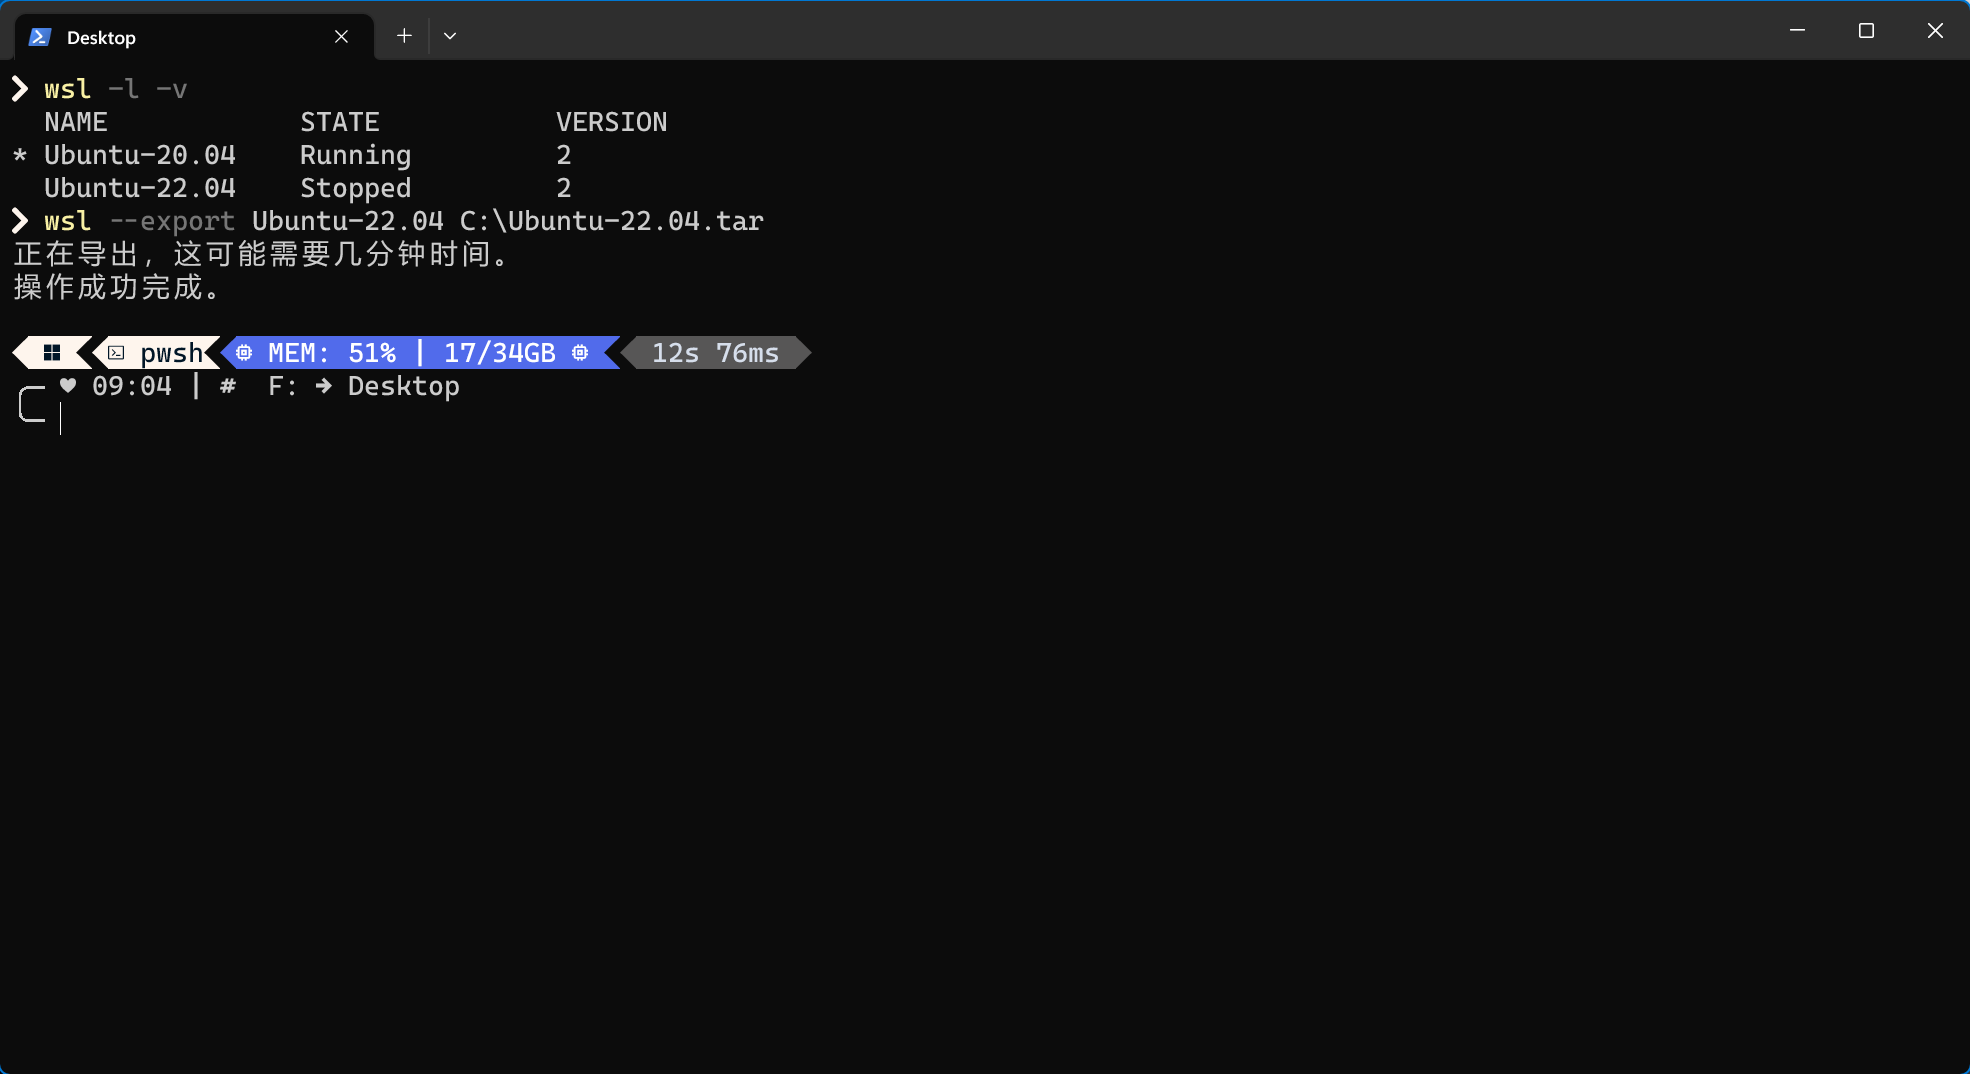 Desktop
❯ wsl -l -v
  NAME            STATE           VERSION
* Ubuntu-20.04    Running         2
  Ubuntu-22.04    Stopped         2
❯ wsl --export Ubuntu-22.04 C:\Ubuntu-22.04.tar
正在导出，这可能需要几分钟时间。
操作成功完成。
pwsh MEM: 51% | 17/34GB 12s 76ms
♥ 09:04 | # F: ➜ Desktop